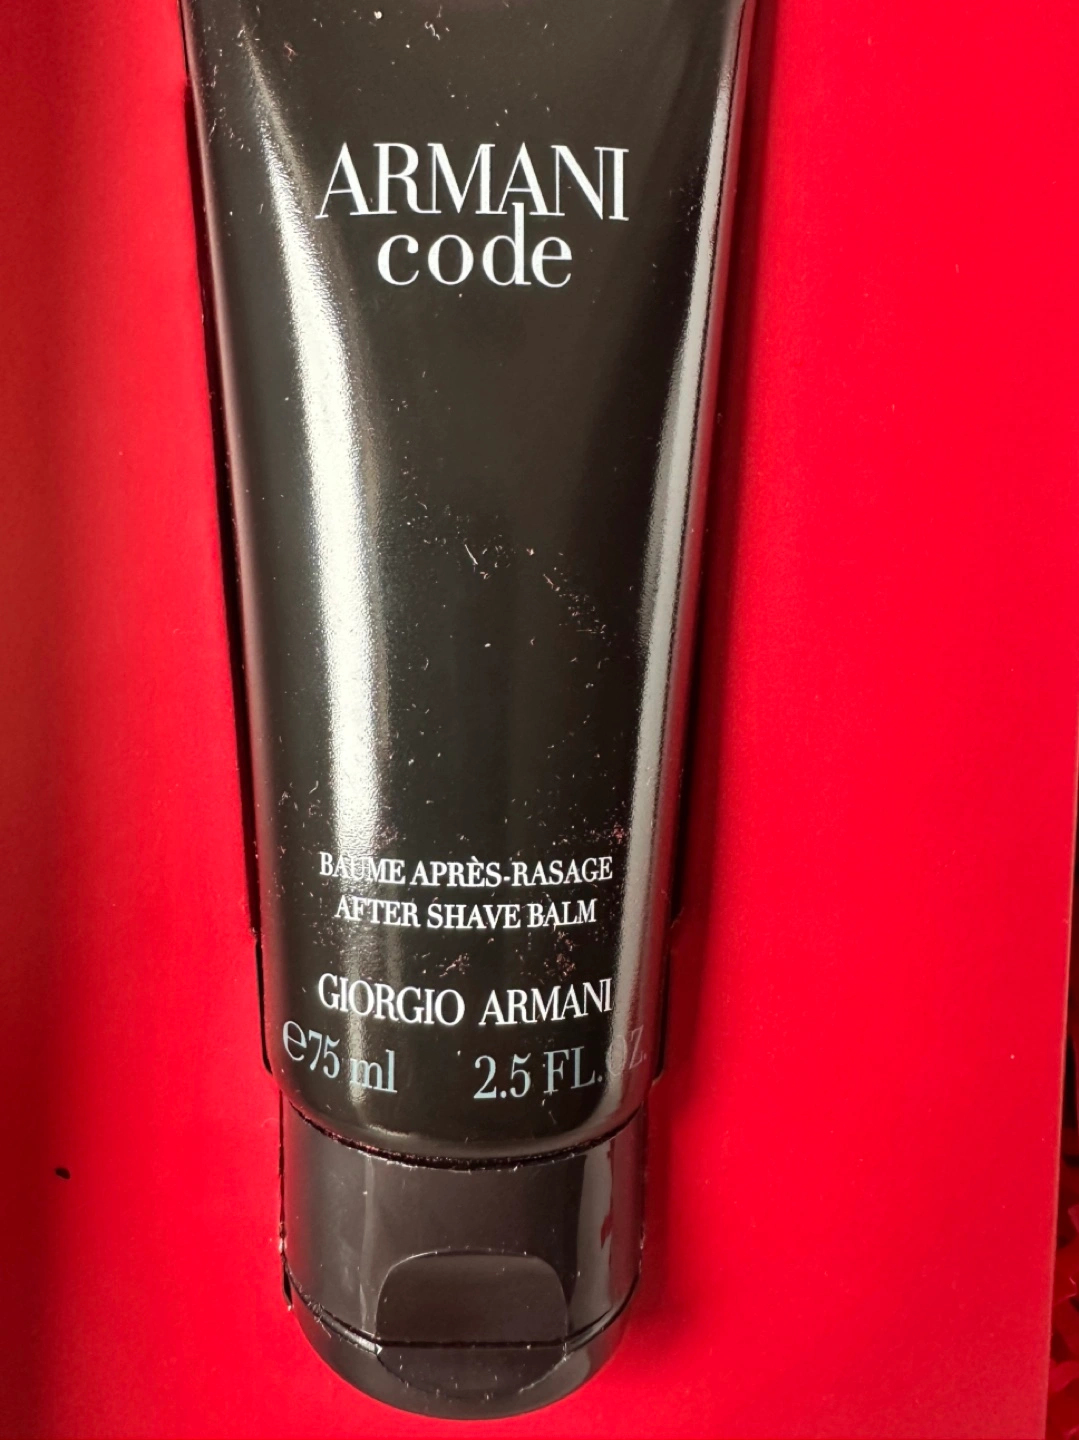 ARMANI
code
BAUME APRÈS-RASAGE
AFTER SHAVE BALM
GIORGIO ARMANI
℮75 ml 2.5 FL.OZ.